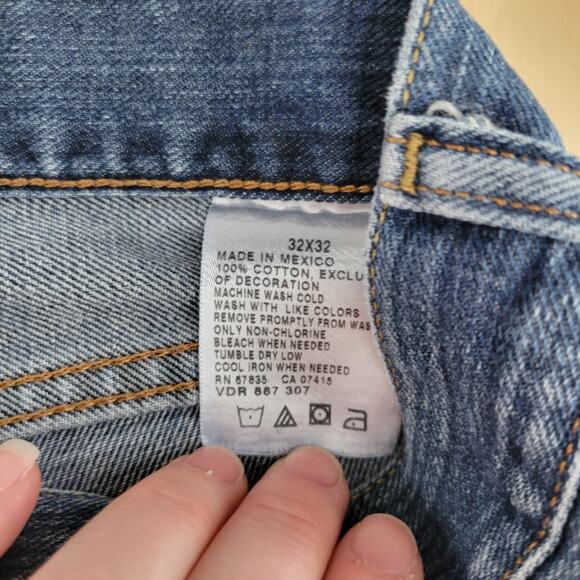 32X32
MADE IN MEXICO
100% COTTON, EXCLU
OF DECORATION
MACHINE WASH COLD
WASH WITH LIKE COLORS
REMOVE PROMPTLY FROM WAS
ONLY NON-CHLORINE
BLEACH WHEN NEEDED
TUMBLE DRY LOW
COOL IRON WHEN NEEDED
RN 67835 CA 07415
VDR 887 307